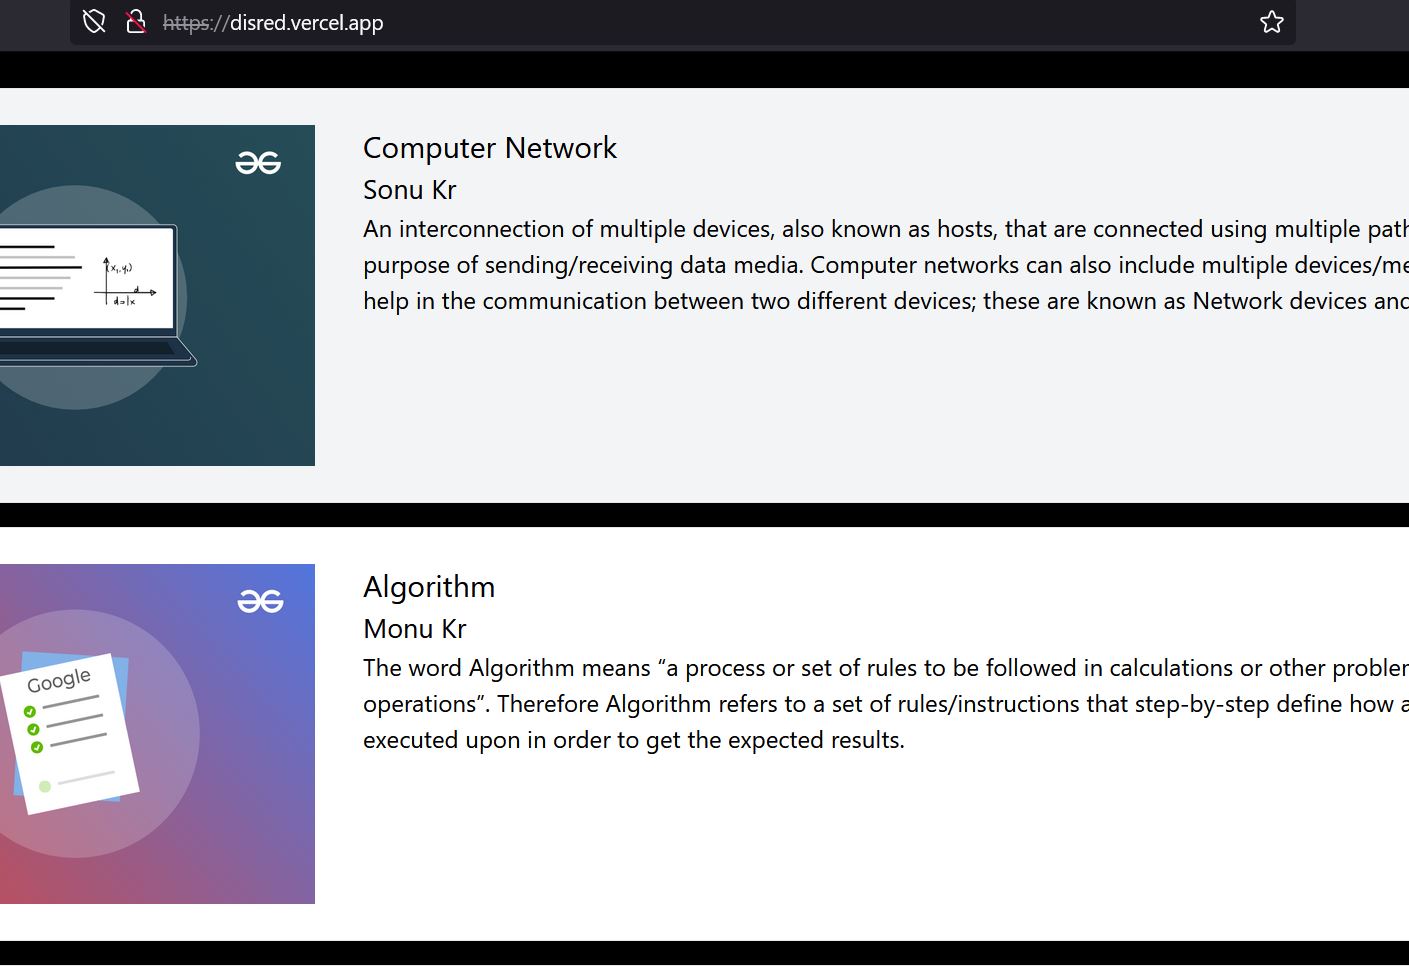 https://disred.vercel.app
Computer Network
Sonu Kr
An interconnection of multiple devices, also known as hosts, that are connected using multiple path
purpose of sending/receiving data media. Computer networks can also include multiple devices/me
help in the communication between two different devices; these are known as Network devices and
(x₁,y₁)
d
d=|x
Algorithm
Monu Kr
The word Algorithm means “a process or set of rules to be followed in calculations or other problem
operations”. Therefore Algorithm refers to a set of rules/instructions that step-by-step define how a
executed upon in order to get the expected results.
Google